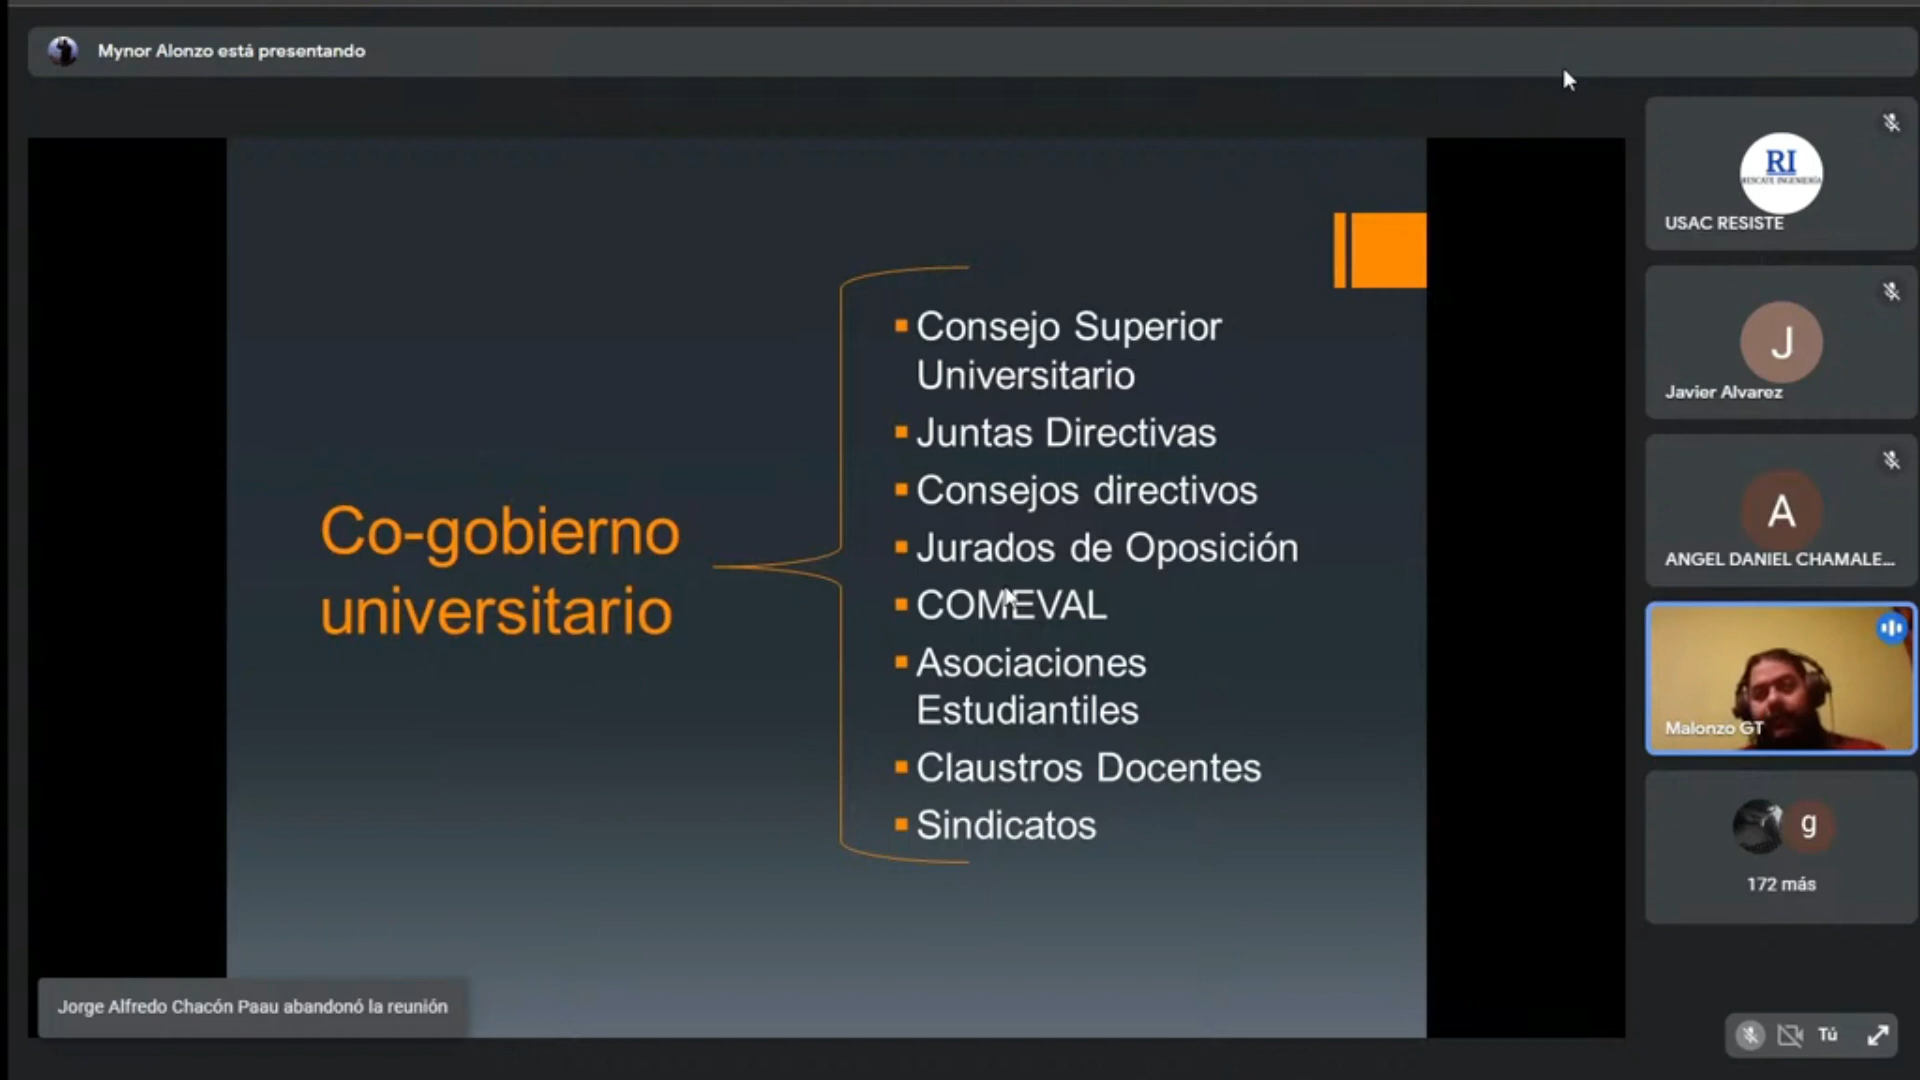 Mynor Alonzo está presentando
Co-gobierno
universitario
Consejo Superior
Universitario
Juntas Directivas
Consejos directivos
Jurados de Oposición
COMEVAL
Asociaciones
Estudiantiles
Claustros Docentes
Sindicatos
RI
RESCATE INGENIERÍA
USAC RESISTE
J
Javier Alvarez
A
ANGEL DANIEL CHAMALE...
Malonzo GT
g
172 más
Jorge Alfredo Chacón Paau abandonó la reunión
Tú